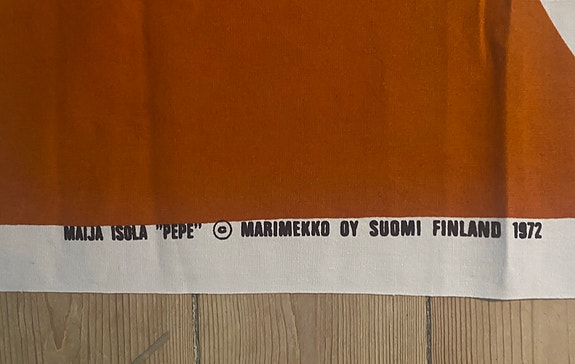 MAIJA ISOLA "PEPE" © MARIMEKKO OY SUOMI FINLAND 1972